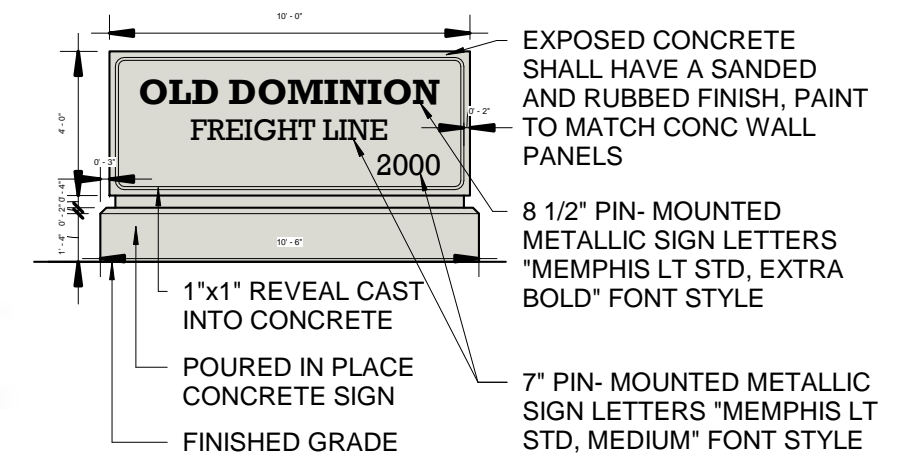 10' - 0"
EXPOSED CONCRETE
SHALL HAVE A SANDED
AND RUBBED FINISH, PAINT
TO MATCH CONC WALL
PANELS
OLD DOMINION
FREIGHT LINE
2000
0' - 2"
4' - 0"
0' - 3"
0' - 4"
0' - 2"
1' - 4"
10' - 6"
8 1/2" PIN- MOUNTED
METALLIC SIGN LETTERS
"MEMPHIS LT STD, EXTRA
BOLD" FONT STYLE
1"x1" REVEAL CAST
INTO CONCRETE
POURED IN PLACE
CONCRETE SIGN
FINISHED GRADE
7" PIN- MOUNTED METALLIC
SIGN LETTERS "MEMPHIS LT
STD, MEDIUM" FONT STYLE